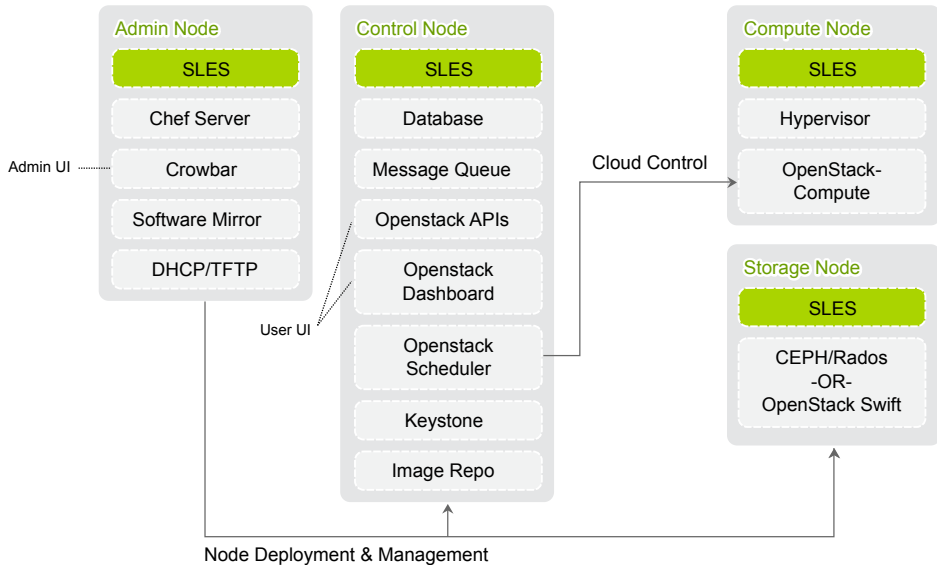 Admin Node
SLES
Chef Server
Crowbar
Software Mirror
DHCP/TFTP
Admin UI
Control Node
SLES
Database
Message Queue
Openstack APIs
Openstack
Dashboard
Openstack
Scheduler
Keystone
Image Repo
User UI
Cloud Control
Compute Node
SLES
Hypervisor
OpenStack-
Compute
Storage Node
SLES
CEPH/Rados
-OR-
OpenStack Swift
Node Deployment & Management